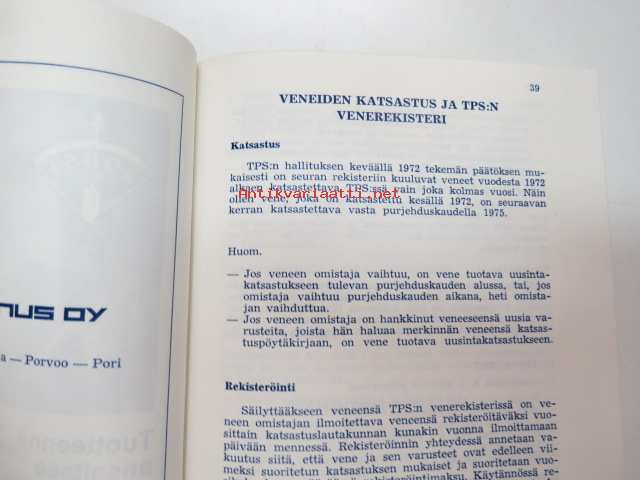 NUS OY
a — Porvoo — Pori
39
VENEIDEN KATSASTUS JA TPS:N
VENEREKISTERI
Katsastus
TPS:n hallituksen keväällä 1972 tekemän päätöksen mu-
kaisesti on seuran rekisteriin kuuluvat veneet vuodesta 1972
alkaen katsastettava TPS:ssä vain joka kolmas vuosi. Näin
Antikvariaatti.net
ollen vene, joka on katsastettu kesällä 1972, on seuraavan
kerran katsastettava vasta purjehduskaudella 1975.
Huom.
— Jos veneen omistaja vaihtuu, on vene tuotava uusinta-
katsastukseen tulevan purjehduskauden alussa, tai, jos
omistaja vaihtuu purjehduskauden aikana, heti omista-
jan vaihduttua.
— Jos veneen omistaja on hankkinut veneeseensä uusia va-
rusteita, joista hän haluaa merkinnän veneensä katsas-
tuspöytäkirjaan, on vene tuotava uusintakatsastukseen.
Rekisteröinti
Säilyttääkseen veneensä TPS:n venerekisterissä on ve-
neen omistajan ilmoitettava veneensä rekisteröitäväksi vuo-
sittain katsastuslautakunnan kunakin vuonna ilmoittamaan
päivään mennessä. Rekisteröinnin yhteydessä annetaan va-
kuutus siitä, että vene ja sen varusteet ovat edelleen vii-
meksi suoritetun katsastuksen mukaiset ja suoritetaan vuo-
si... rekisteröintimaksu. Käytännössä re-